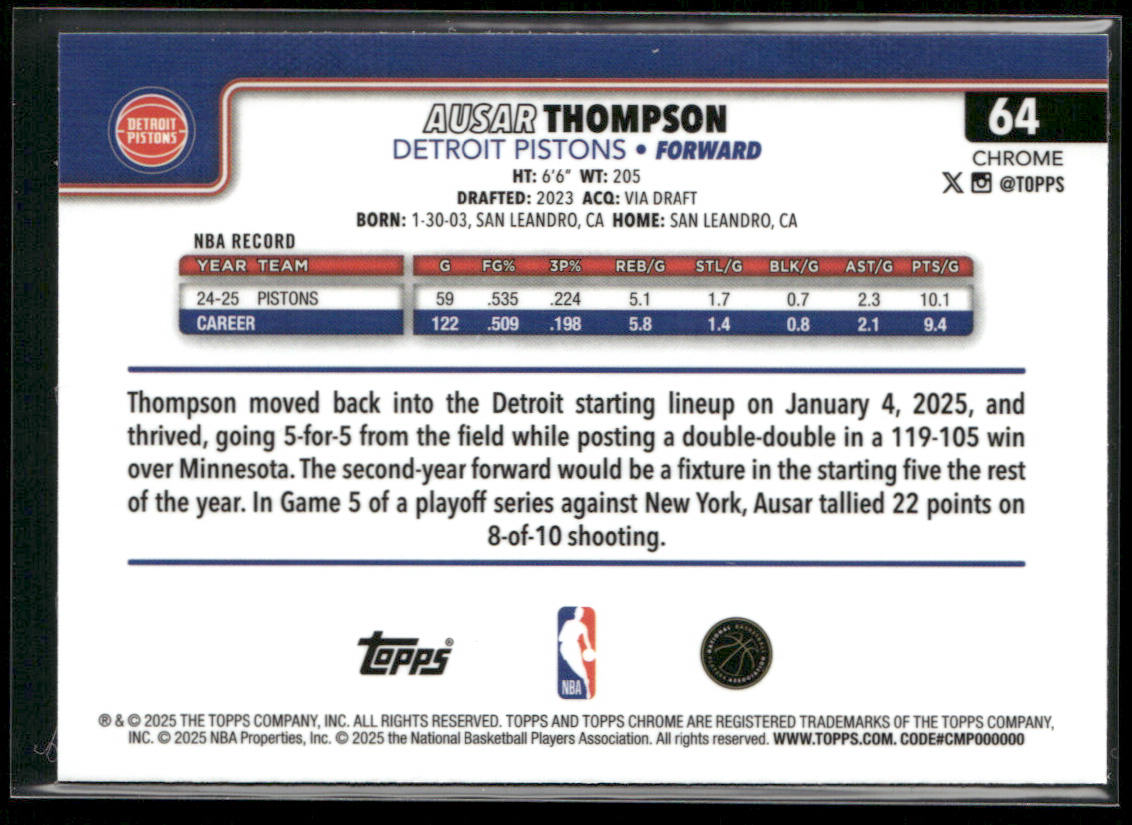 DETROIT
PISTONS
AUSAR THOMPSON
DETROIT PISTONS • FORWARD
HT: 6'6" WT: 205
DRAFTED: 2023 ACQ: VIA DRAFT
BORN: 1-30-03, SAN LEANDRO, CA HOME: SAN LEANDRO, CA
64
CHROME
X @TOPPS
NBA RECORD
YEAR TEAM G FG% 3P% REB/G STL/G BLK/G AST/G PTS/G
24-25 PISTONS 59 .535 .224 5.1 1.7 0.7 2.3 10.1
CAREER 122 .509 .198 5.8 1.4 0.8 2.1 9.4
Thompson moved back into the Detroit starting lineup on January 4, 2025, and
thrived, going 5-for-5 from the field while posting a double-double in a 119-105 win
over Minnesota. The second-year forward would be a fixture in the starting five the rest
of the year. In Game 5 of a playoff series against New York, Ausar tallied 22 points on
8-of-10 shooting.
Topps®
NBA
NATIONAL BASKETBALL PLAYERS ASSOCIATION
® & © 2025 THE TOPPS COMPANY, INC. ALL RIGHTS RESERVED. TOPPS AND TOPPS CHROME ARE REGISTERED TRADEMARKS OF THE TOPPS COMPANY,
INC. © 2025 NBA Properties, Inc. © 2025 the National Basketball Players Association. All rights reserved. WWW.TOPPS.COM. CODE#CMP000000